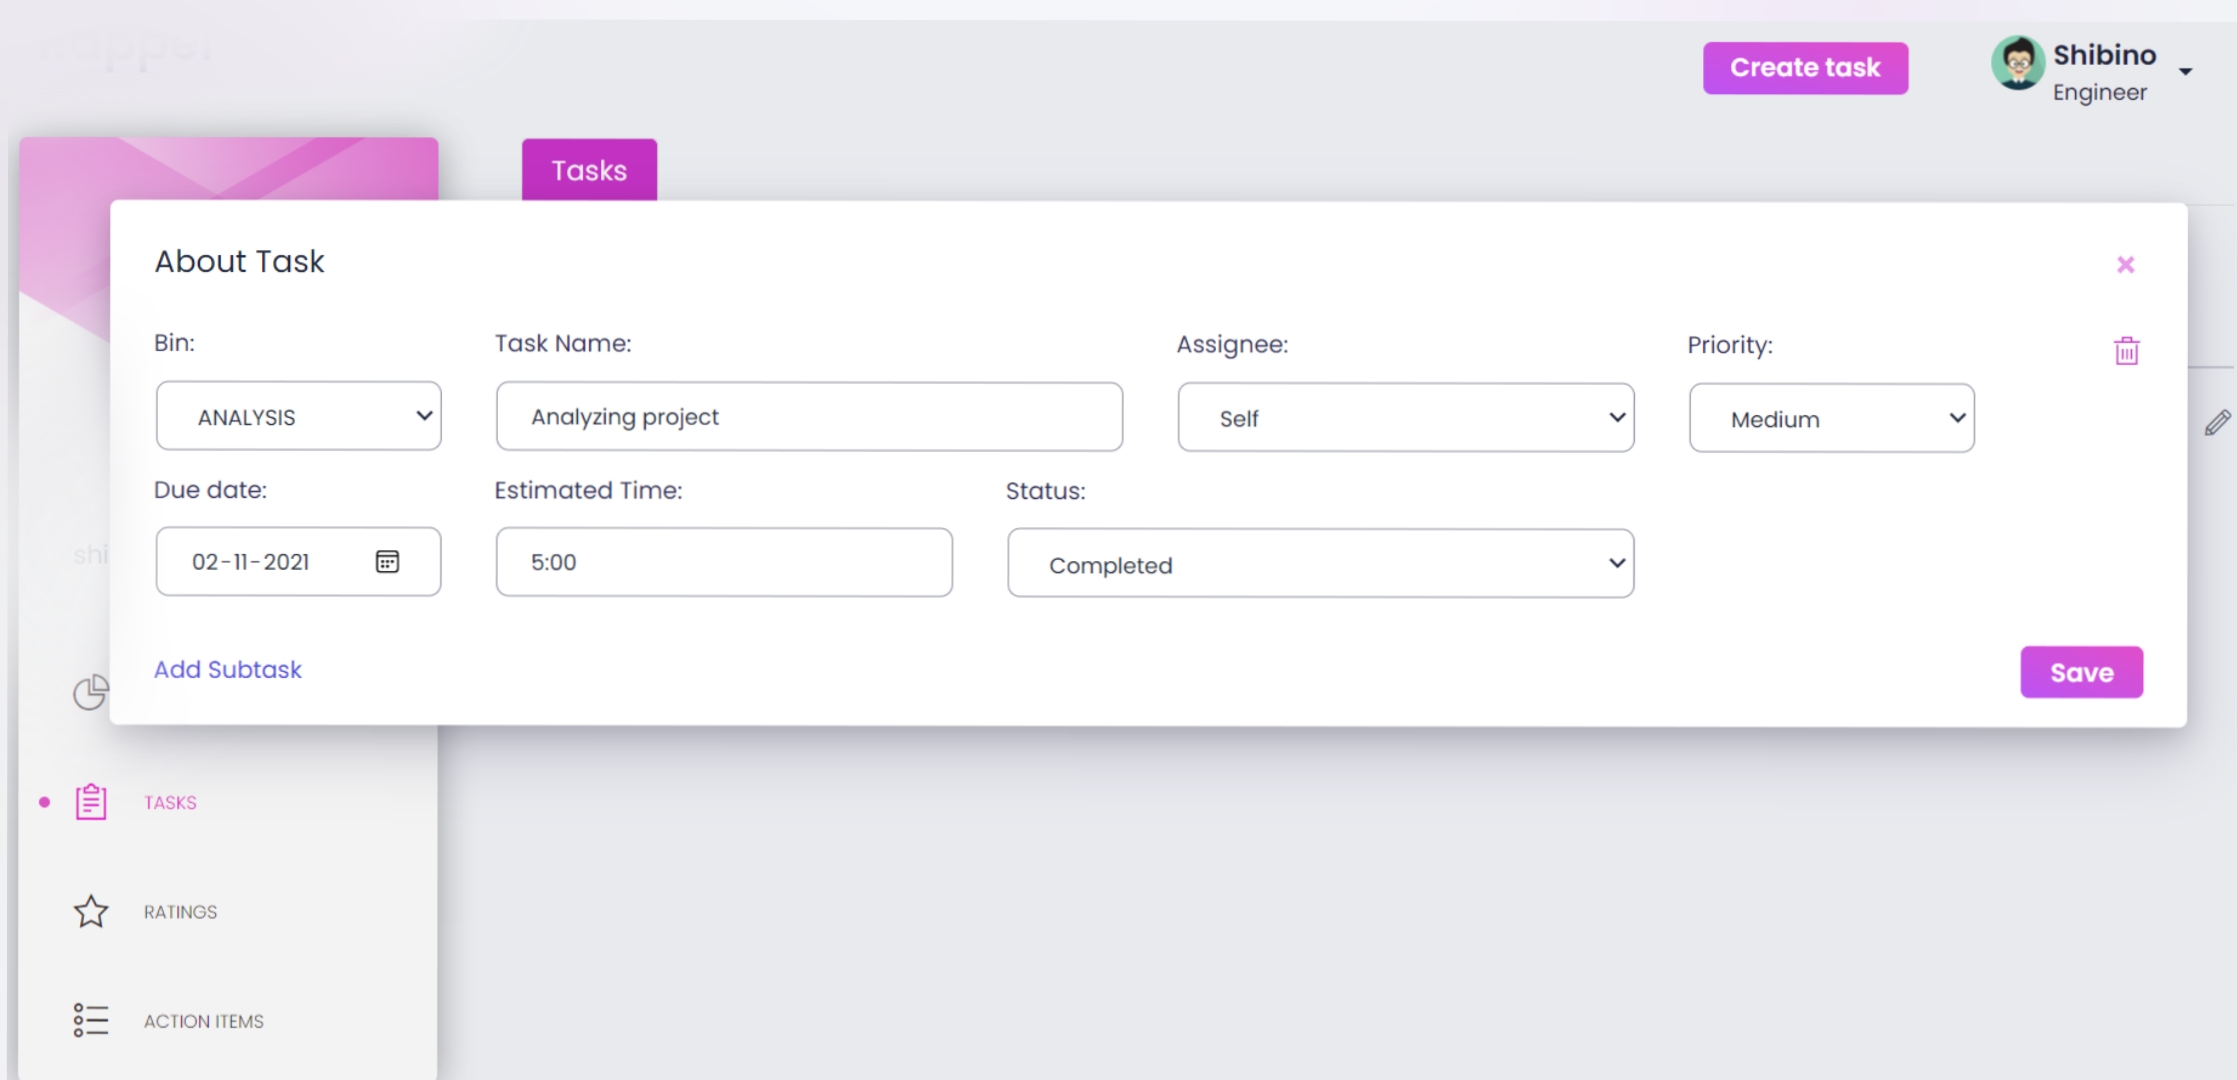 Create task
Shibino
Engineer
Tasks
About Task
Bin:
Task Name:
Assignee:
Priority:
ANALYSIS
Analyzing project
Self
Medium
Due date:
Estimated Time:
Status:
02-11-2021
5:00
Completed
Add Subtask
Save
TASKS
RATINGS
ACTION ITEMS